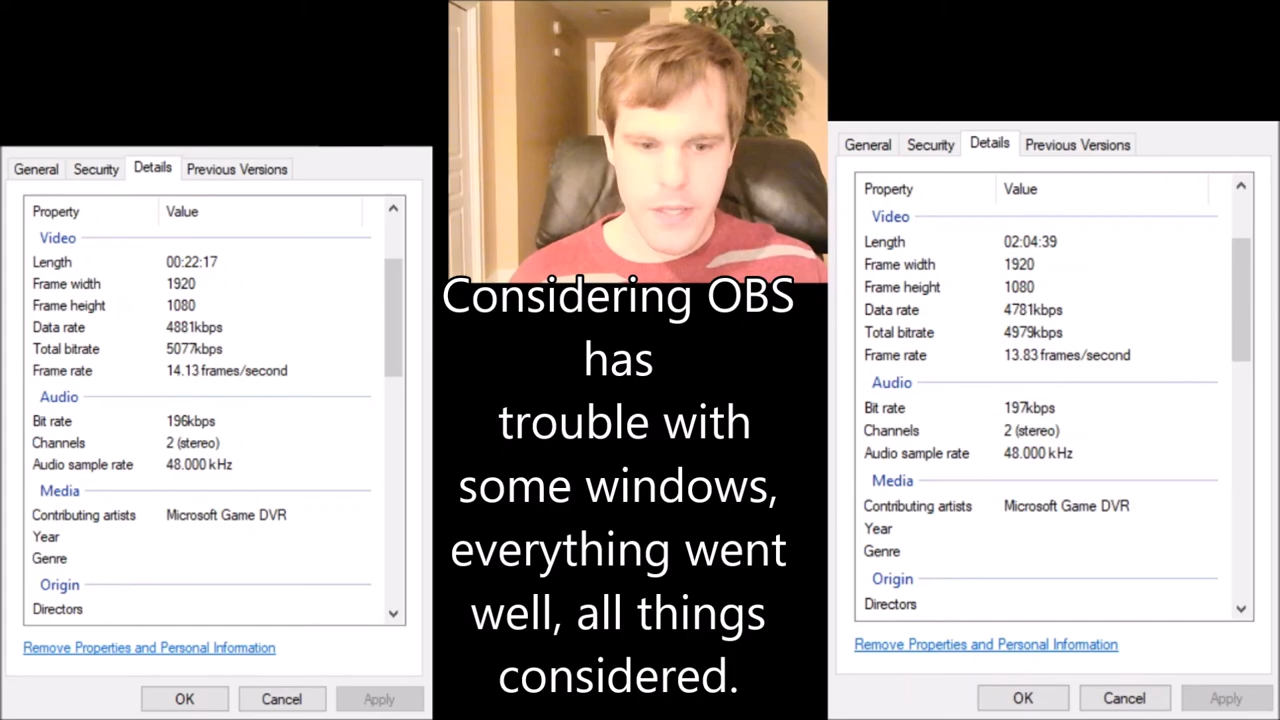 General Security Details Previous Versions
Property Value
Video
Length 00:22:17
Frame width 1920
Frame height 1080
Data rate 4881kbps
Total bitrate 5077kbps
Frame rate 14.13 frames/second
Audio
Bit rate 196kbps
Channels 2 (stereo)
Audio sample rate 48.000 kHz
Media
Contributing artists Microsoft Game DVR
Year
Genre
Origin
Directors
Remove Properties and Personal Information
OK Cancel Apply
Considering OBS
has
trouble with
some windows,
everything went
well, all things
considered.
General Security Details Previous Versions
Property Value
Video
Length 02:04:39
Frame width 1920
Frame height 1080
Data rate 4781kbps
Total bitrate 4979kbps
Frame rate 13.83 frames/second
Audio
Bit rate 197kbps
Channels 2 (stereo)
Audio sample rate 48.000 kHz
Media
Contributing artists Microsoft Game DVR
Year
Genre
Origin
Directors
Remove Properties and Personal Information
OK Cancel Apply